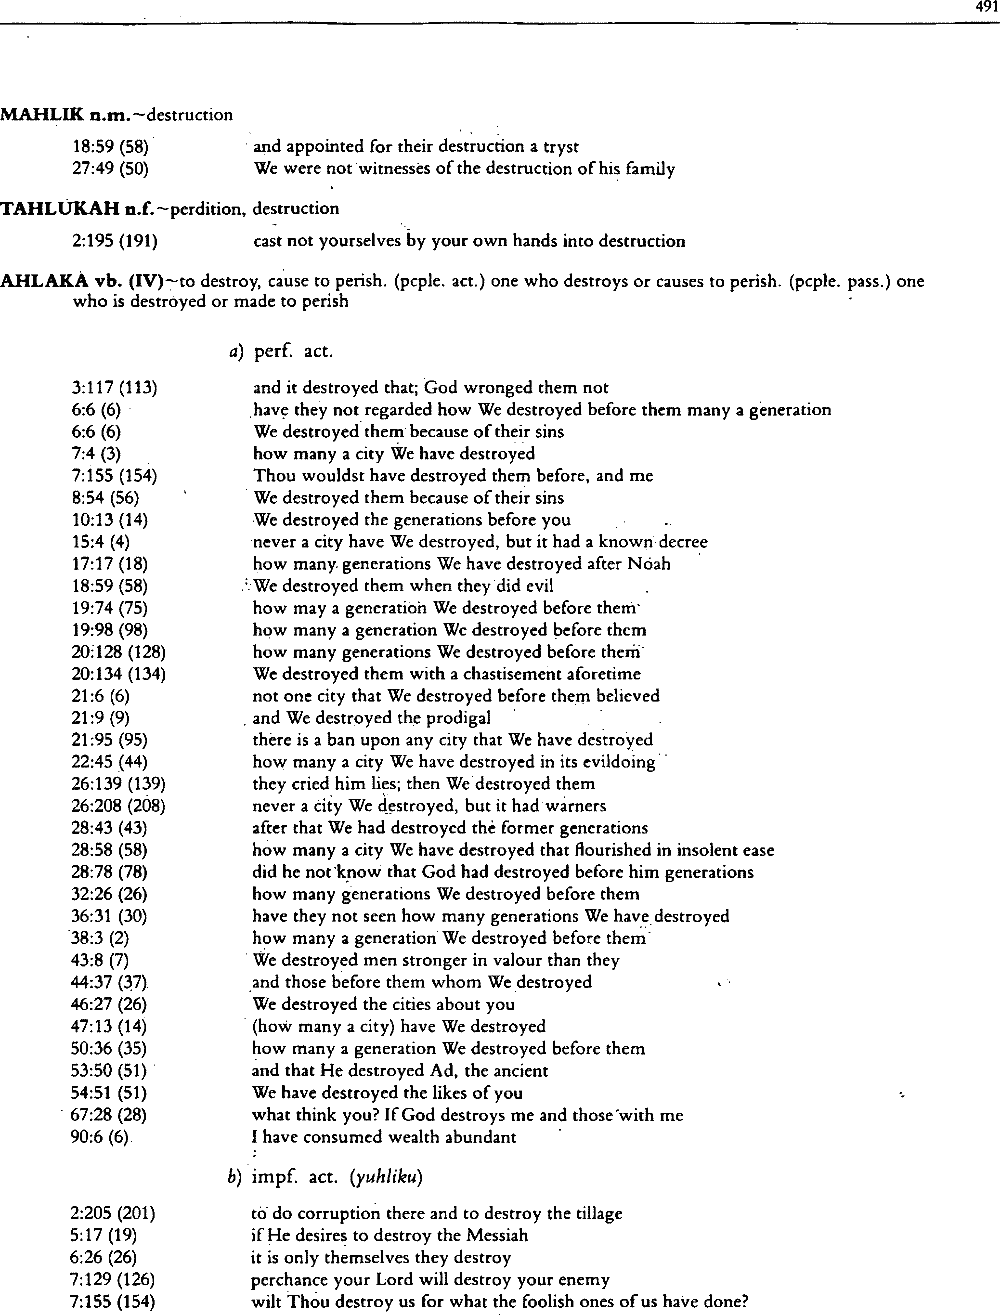 491
MAHLIK n.m.~destruction
18:59 (58) and appointed for their destruction a tryst
27:49 (50) We were not witnesses of the destruction of his family
TAHLUKAH n.f.~perdition, destruction
2:195 (191) cast not yourselves by your own hands into destruction
AHLAKA vb. (IV)~to destroy, cause to perish. (pcple. act.) one who destroys or causes to perish. (pcple. pass.) one
who is destroyed or made to perish
a) perf. act.
3:117 (113) and it destroyed that; God wronged them not
6:6 (6) have they not regarded how We destroyed before them many a generation
6:6 (6) We destroyed them because of their sins
7:4 (3) how many a city We have destroyed
7:155 (154) Thou wouldst have destroyed them before, and me
8:54 (56) We destroyed them because of their sins
10:13 (14) We destroyed the generations before you
15:4 (4) never a city have We destroyed, but it had a known decree
17:17 (18) how many generations We have destroyed after Noah
18:59 (58) We destroyed them when they did evil
19:74 (75) how may a generation We destroyed before them
19:98 (98) how many a generation We destroyed before them
20:128 (128) how many generations We destroyed before them
20:134 (134) We destroyed them with a chastisement aforetime
21:6 (6) not one city that We destroyed before them believed
21:9 (9) and We destroyed the prodigal
21:95 (95) there is a ban upon any city that We have destroyed
22:45 (44) how many a city We have destroyed in its evildoing
26:139 (139) they cried him lies; then We destroyed them
26:208 (208) never a city We destroyed, but it had warners
28:43 (43) after that We had destroyed the former generations
28:58 (58) how many a city We have destroyed that flourished in insolent ease
28:78 (78) did he not know that God had destroyed before him generations
32:26 (26) how many generations We destroyed before them
36:31 (30) have they not seen how many generations We have destroyed
38:3 (2) how many a generation We destroyed before them
43:8 (7) We destroyed men stronger in valour than they
44:37 (37) and those before them whom We destroyed
46:27 (26) We destroyed the cities about you
47:13 (14) (how many a city) have We destroyed
50:36 (35) how many a generation We destroyed before them
53:50 (51) and that He destroyed Ad, the ancient
54:51 (51) We have destroyed the likes of you
67:28 (28) what think you? If God destroys me and those with me
90:6 (6) I have consumed wealth abundant
b) impf. act. (yuhliku)
2:205 (201) to do corruption there and to destroy the tillage
5:17 (19) if He desires to destroy the Messiah
6:26 (26) it is only themselves they destroy
7:129 (126) perchance your Lord will destroy your enemy
7:155 (154) wilt Thou destroy us for what the foolish ones of us have done?